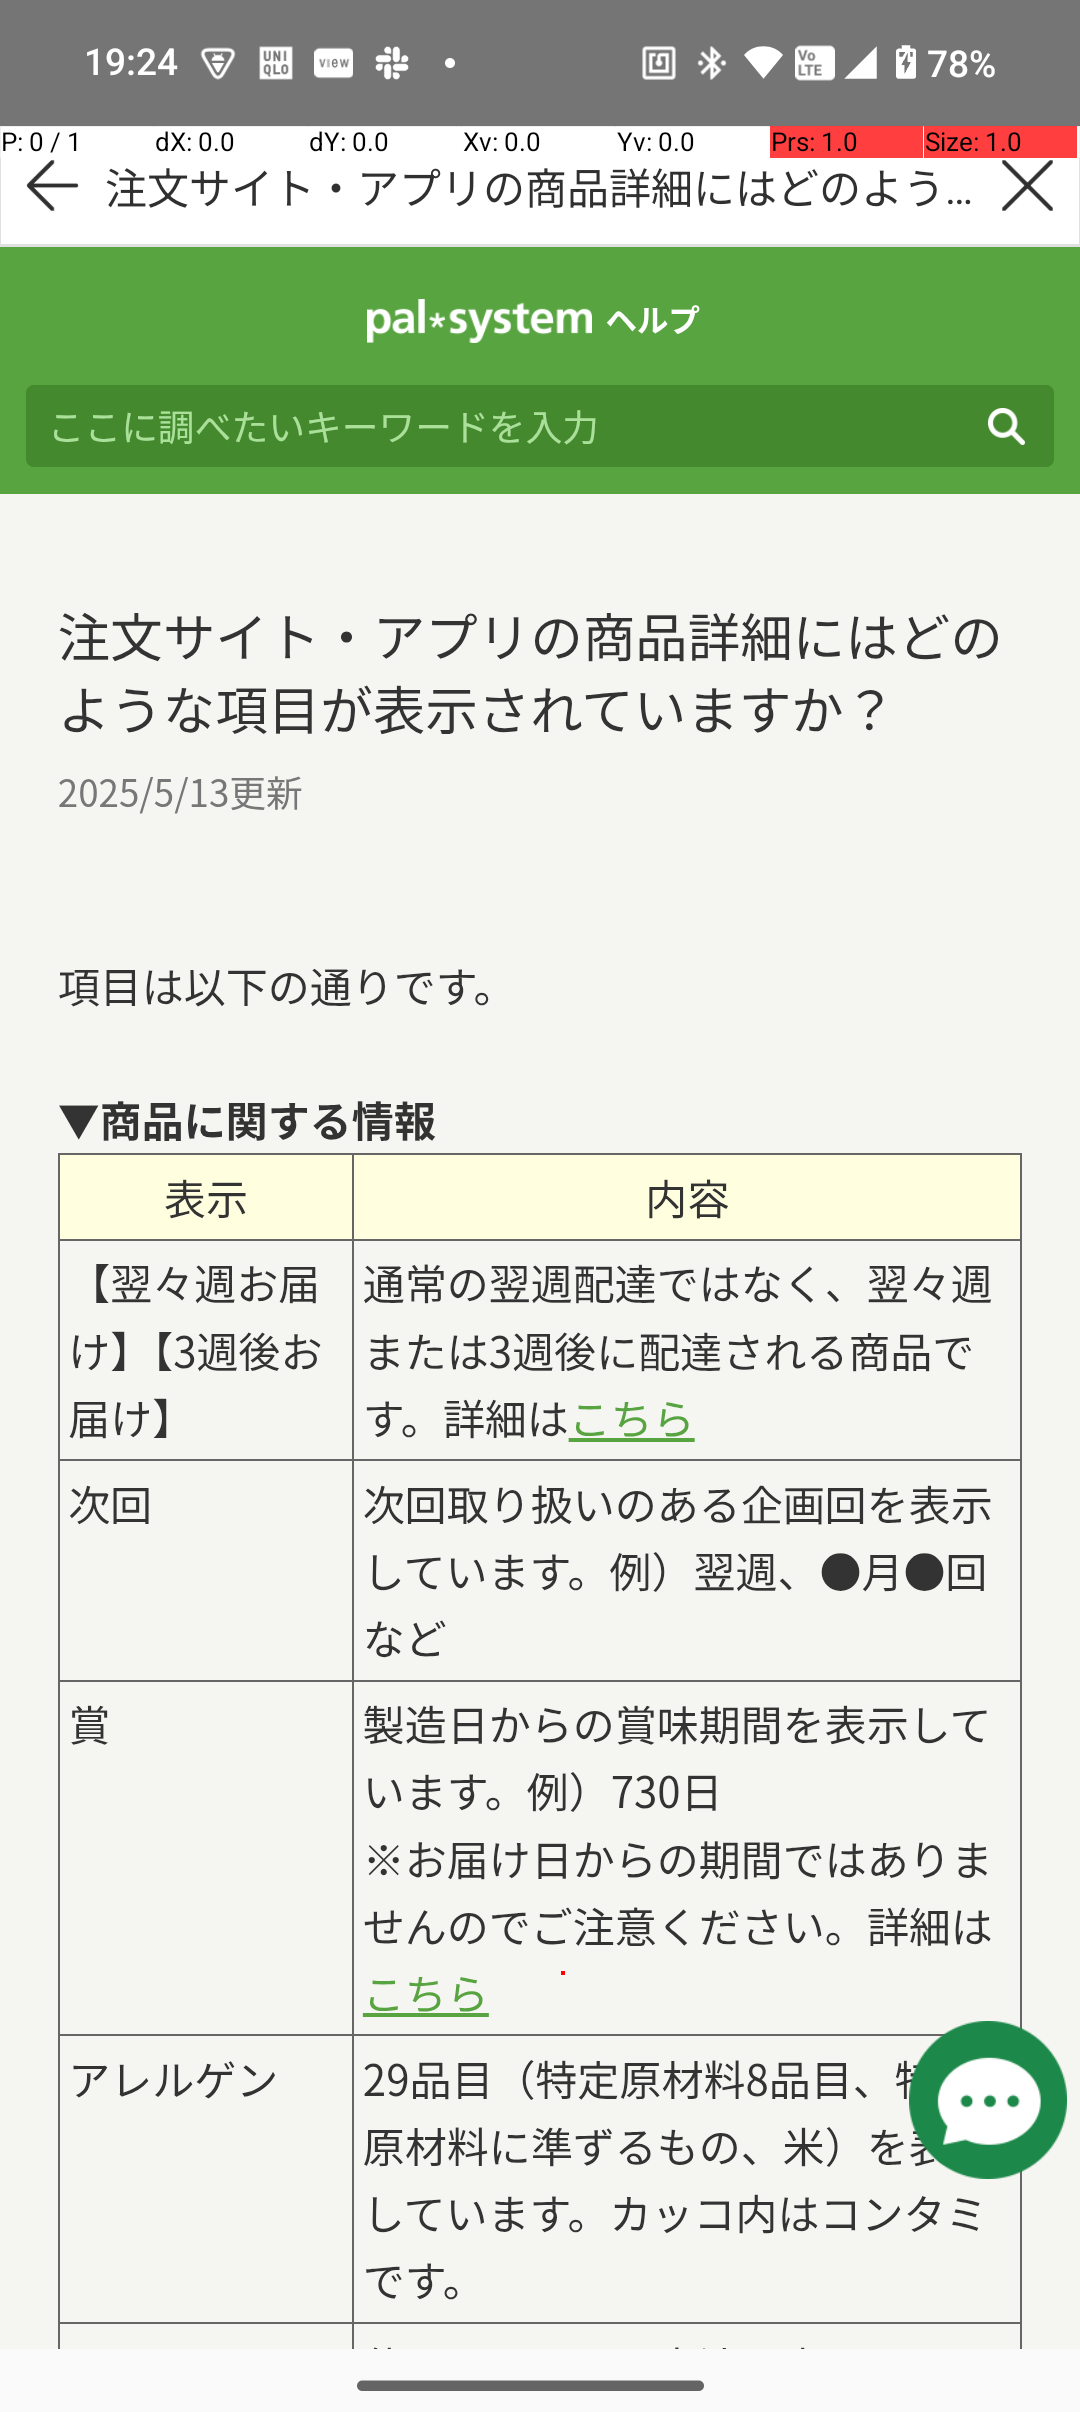 19:24 UNI QLO view Vo LTE 78%
P: 0 / 1 dX: 0.0 dY: 0.0 Xv: 0.0 Yv: 0.0 Prs: 1.0 Size: 1.0
注文サイト・アプリの商品詳細にはどのよう...
pal*system ヘルプ
ここに調べたいキーワードを入力
注文サイト・アプリの商品詳細にはどの
ような項目が表示されていますか？
2025/5/13更新
項目は以下の通りです。
▼商品に関する情報
表示 内容
【翌々週お届
け】【3週後お
届け】
通常の翌週配達ではなく、翌々週
または3週後に配達される商品で
す。詳細はこちら
次回
次回取り扱いのある企画回を表示
しています。例）翌週、●月●回
など
賞
製造日からの賞味期間を表示して
います。例）730日
※お届け日からの期間ではありま
せんのでご注意ください。詳細は
こちら
アレルゲン
29品目（特定原材料8品目、特
原材料に準ずるもの、米）を表
しています。カッコ内はコンタミ
です。